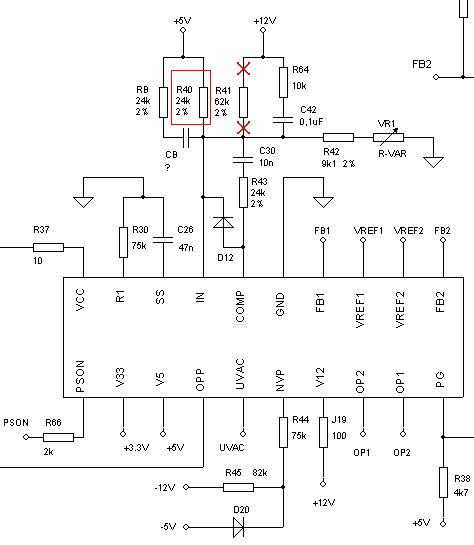 R38
+5V
+12V
FB2
R8
24k
2%
R40
24k
2%
R41
62k
2%
R64
10k
C42
0,1uF
VR1
R-VAR
C8
?
C30
10n
R42
9k1 2%
R43
24k
2%
R37
10
R30
75k
C26
47n
D12
FB1
VREF1
VREF2
FB2
VCC
R1
SS
IN
COMP
GND
FB1
VREF1
VREF2
FB2
PSON
V33
V5
OPP
UVAC
NVP
V12
OP2
OP1
PG
PSON
R66
2k
+3.3V
+5V
UVAC
R44
75k
J19
100
OP1
OP2
R45 82k
-12V
+12V
R38
4k7
D20
-5V
+5V